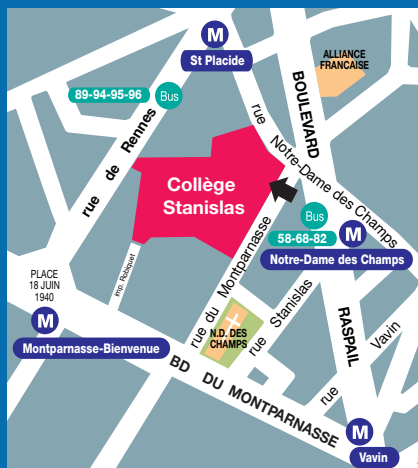 M
St Placide
ALLIANCE
FRANCAISE
89-94-95-96
Bus
BOULEVARD
rue
Notre-Dame des Champs
rue de Rennes
Collège
Stanislas
Bus
58-68-82
M
Notre-Dame des Champs
imp. Robiquet
rue du Montparnasse
PLACE
18 JUIN
1940
M
Montparnasse-Bienvenue
N.D. DES
CHAMPS
rue Stanislas
RASPAIL
rue Vavin
BD DU MONTPARNASSE
M
Vavin